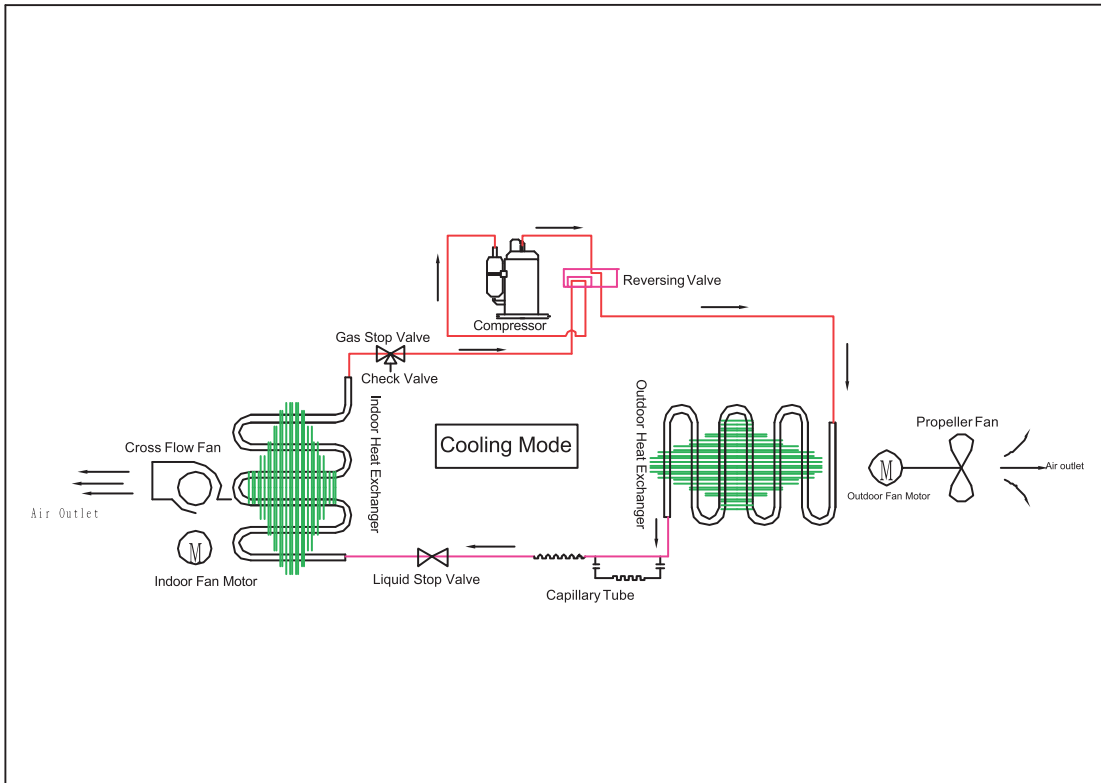 Reversing Valve
Compressor
Gas Stop Valve
Check Valve
Indoor Heat Exchanger
Outdoor Heat Exchanger
Cooling Mode
Propeller Fan
Cross Flow Fan
Air outlet
M
Outdoor Fan Motor
Air Outlet
M
Indoor Fan Motor
Liquid Stop Valve
Capillary Tube